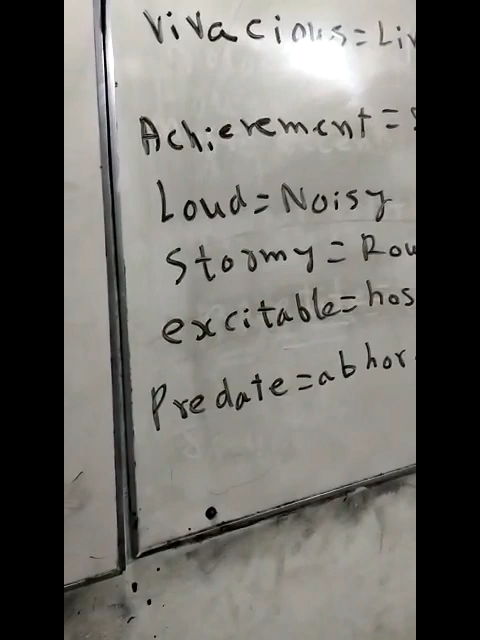 Vivacious = Liv
Achievement =
Loud = Noisy
Stormy = Rou
excitable = hos
Predate = abhor